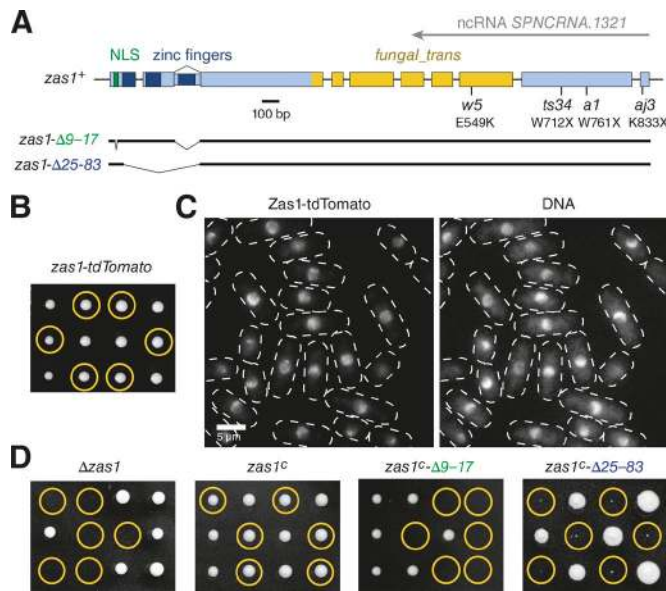 A
ncRNA SPNCRNA.1321
NLS zinc fingers fungal_trans
zas1+
100 bp
w5 ts34 a1 aj3
E549K W712X W761X K833X
zas1-Δ9–17
zas1-Δ25-83
B
zas1-tdTomato
C
Zas1-tdTomato DNA
5 µm
D
Δzas1 zas1C zas1C-Δ9–17 zas1C-Δ25–83